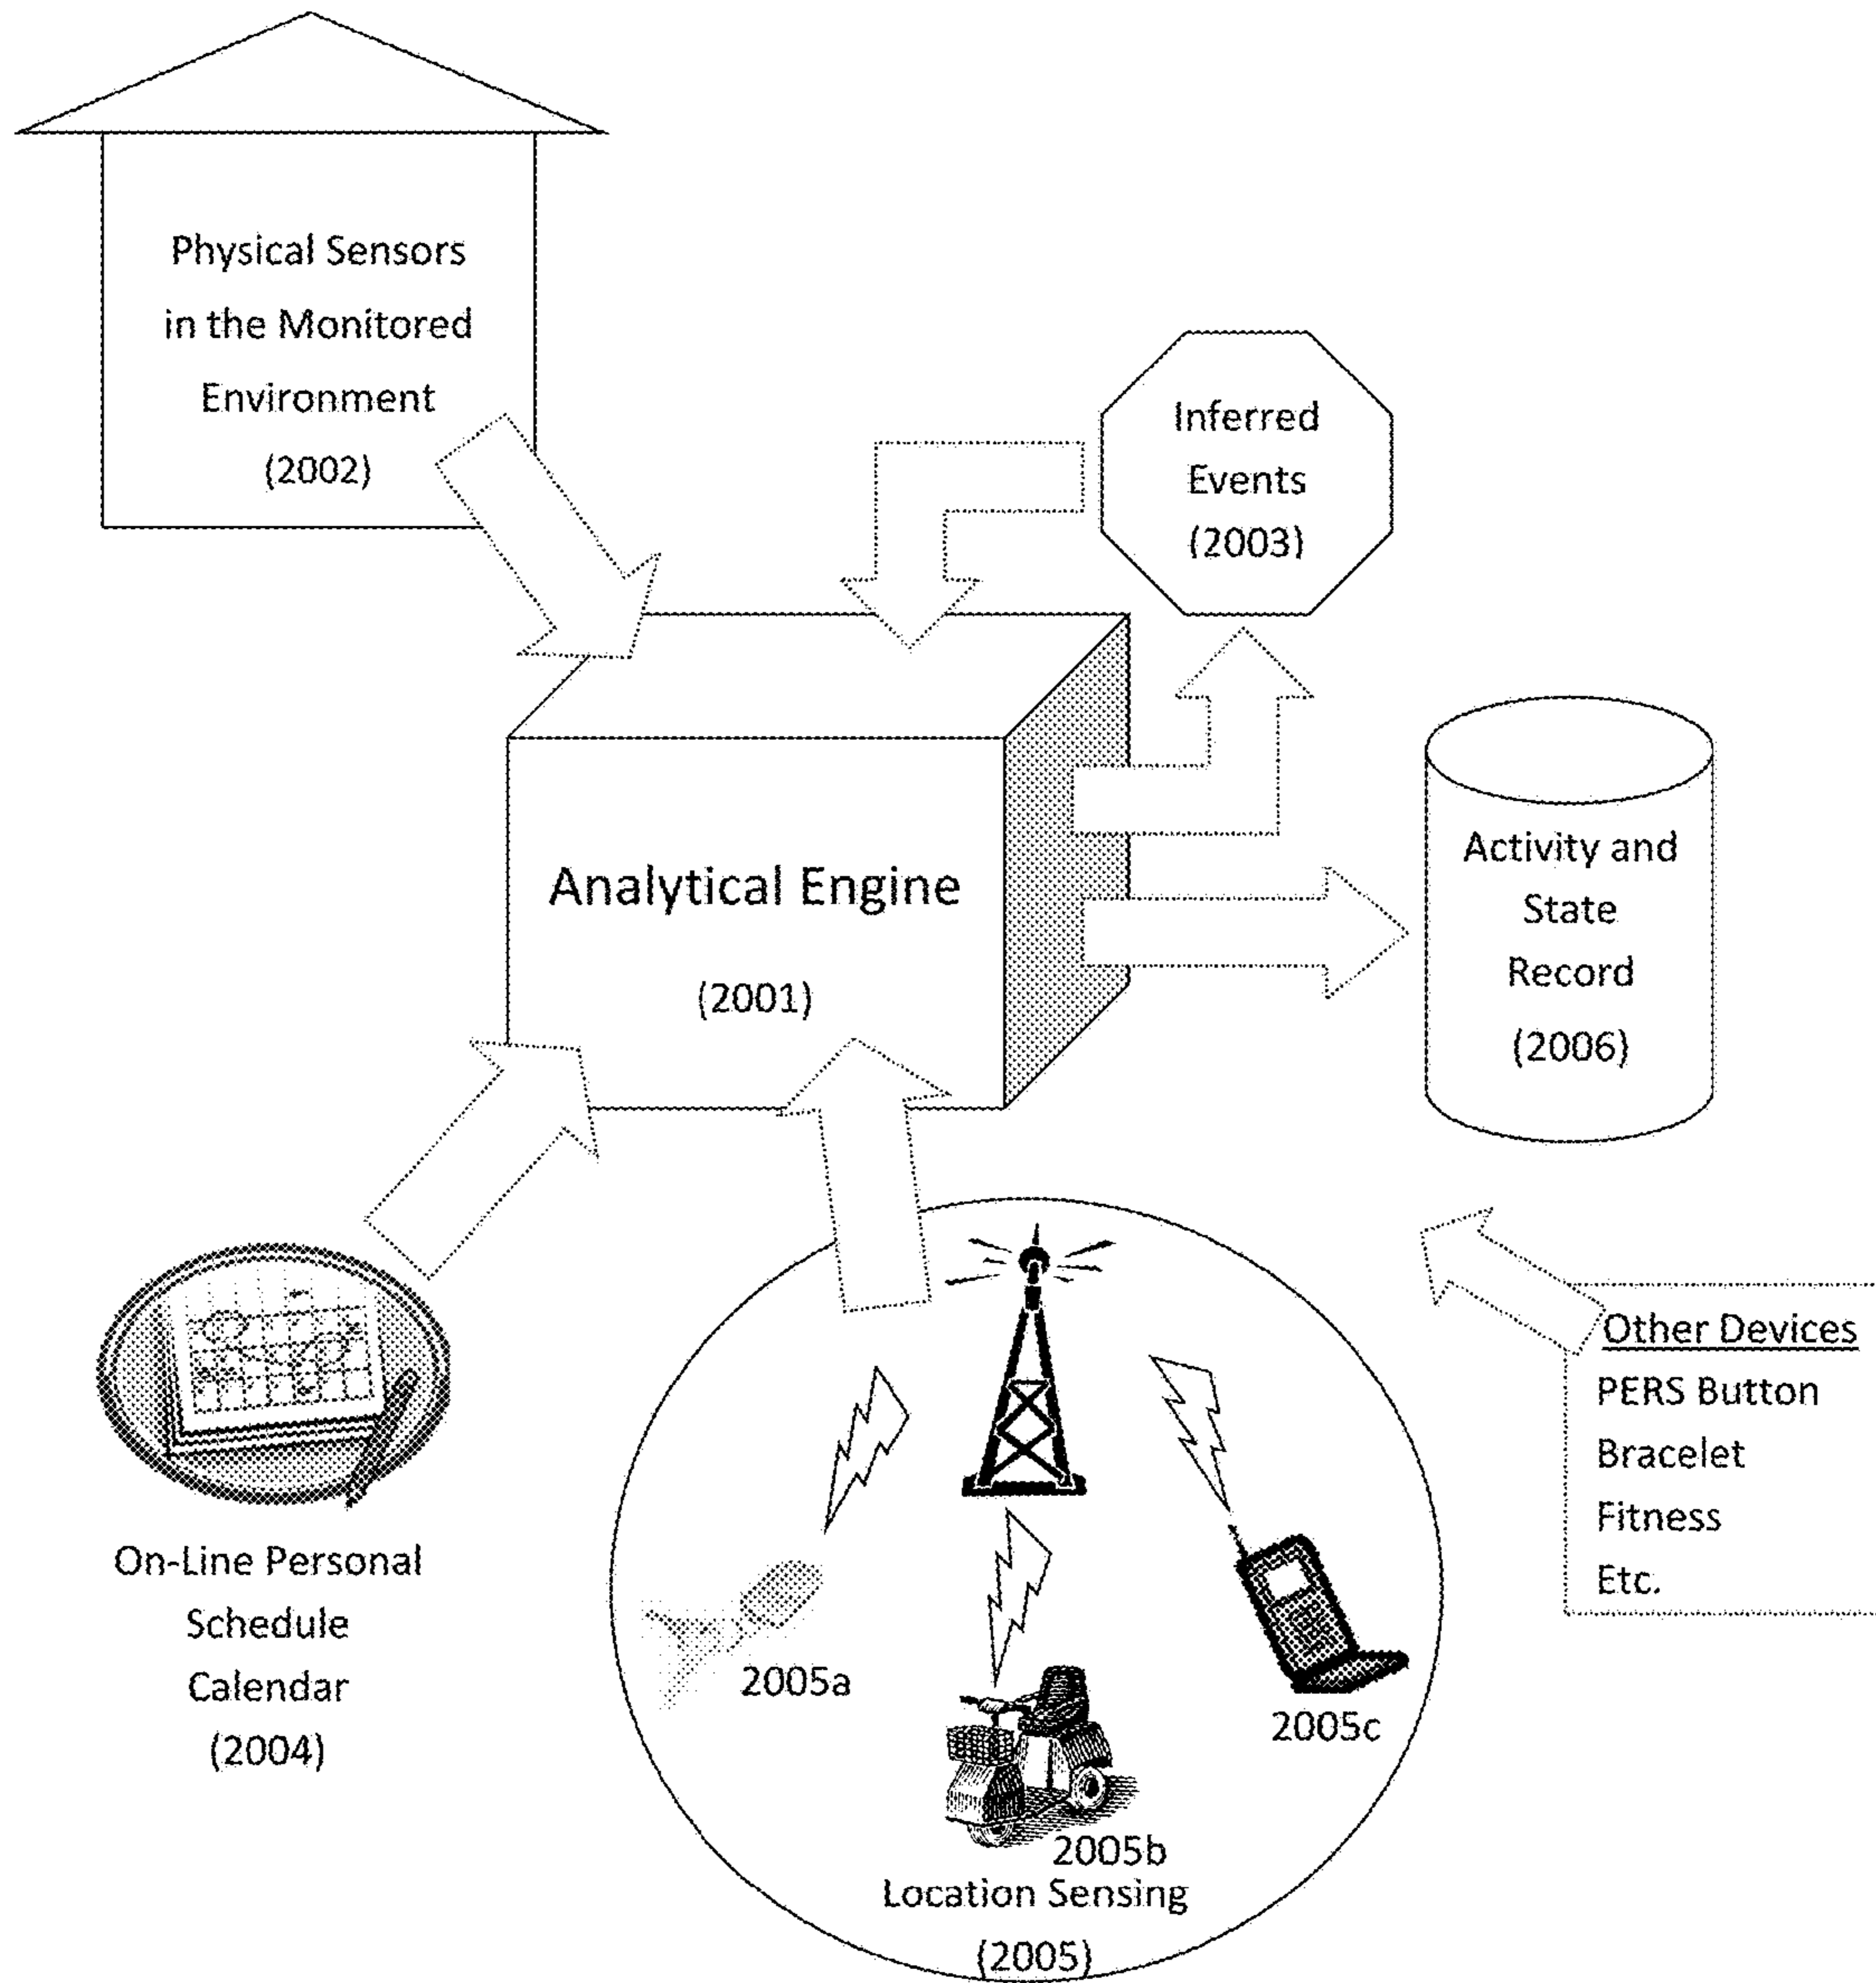 Physical Sensors
in the Monitored
Environment
(2002)
Inferred
Events
(2003)
Analytical Engine
(2001)
Activity and
State
Record
(2006)
On-Line Personal
Schedule
Calendar
(2004)
2005a
2005b
2005c
Location Sensing
(2005)
Other Devices
PERS Button
Bracelet
Fitness
Etc.